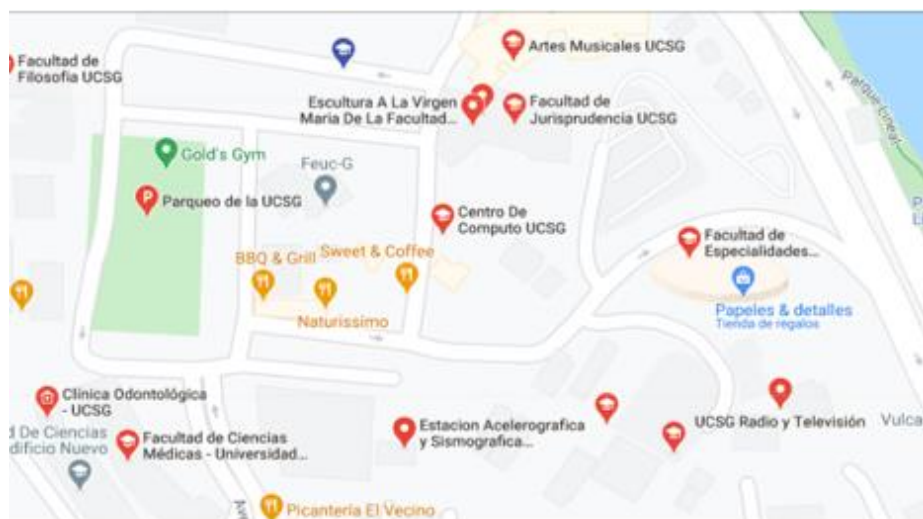 Facultad de
Filosofia UCSG
Artes Musicales UCSG
Escultura A La Virgen
Maria De La Facultad...
Facultad de
Jurisprudencia UCSG
Parque Lineal
Gold's Gym
Feuc-G
P
Parqueo de la UCSG
Centro De
Computo UCSG
Facultad de
Especialidades...
BBQ & Grill
Sweet & Coffee
Naturissimo
Papeles & detalles
Tienda de regalos
Clínica Odontológica
- UCSG
d De Ciencias
dificio Nuevo
Facultad de Ciencias
Médicas - Universidad...
Estacion Acelerografica
y Sismografica...
UCSG Radio y Televisión
Vulca
Picantería El Vecino